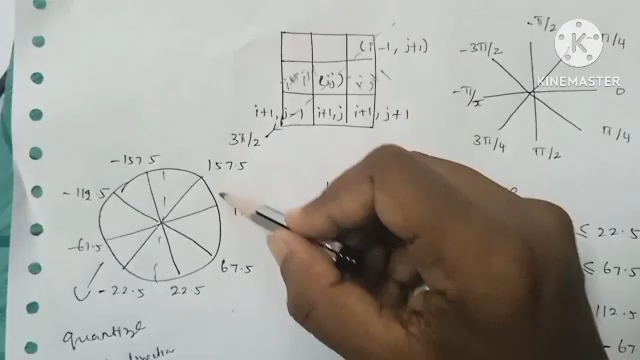 (i-1, j+1)
(i,j)
i+1, j-1
i+1,j
i+1, j+1
3π/2
-π/2
-π/4
-3π/2
0
3π/4
π/2
π/4
KINEMASTER
-157.5
157.5
-112.5
-67.5
67.5
-22.5
22.5
≤ 22.5
≤ 67.5
112.5
- 67
quantize